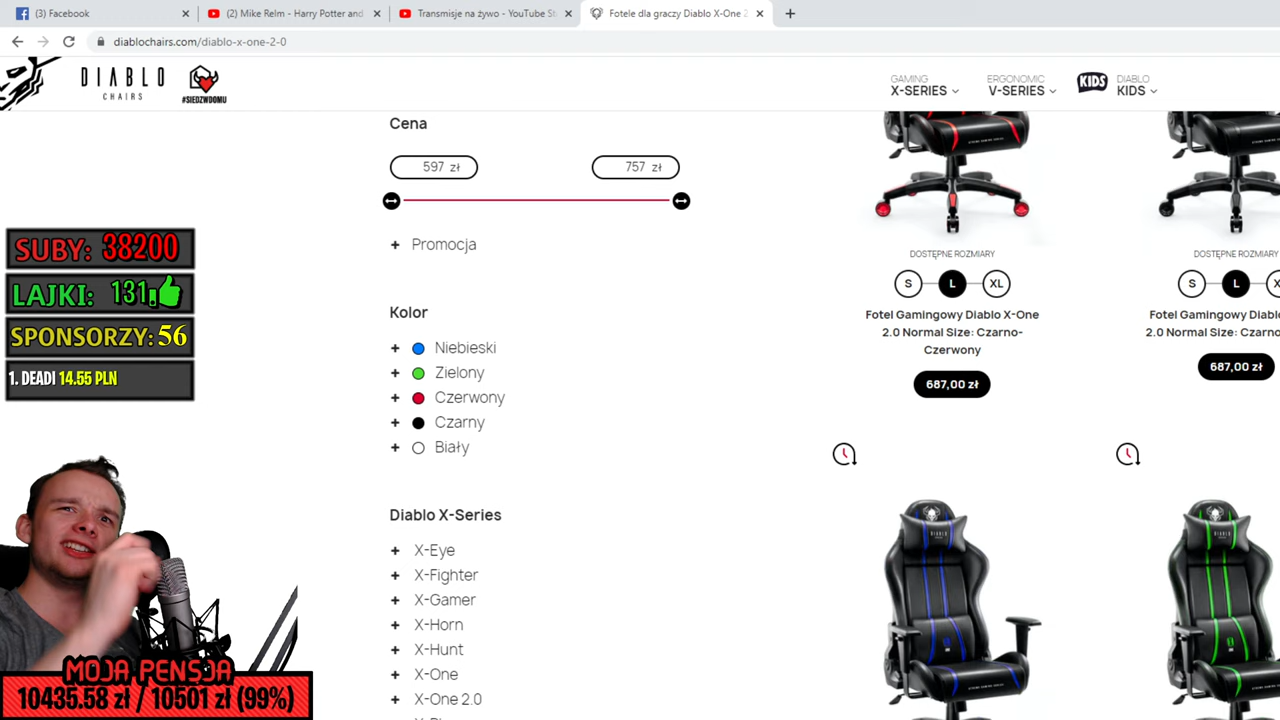 (3) Facebook
(2) Mike Relm - Harry Potter and
Transmisje na żywo - YouTube St
Fotele dla graczy Diablo X-One 2
diablochairs.com/diablo-x-one-2-0
DIABLO
CHAIRS
#SIEDZWDOMU
GAMING
X-SERIES
ERGONOMIC
V-SERIES
KIDS
DIABLO
KIDS
Cena
597 zł
757 zł
+ Promocja
Kolor
+ Niebieski
+ Zielony
+ Czerwony
+ Czarny
+ Biały
Diablo X-Series
+ X-Eye
+ X-Fighter
+ X-Gamer
+ X-Horn
+ X-Hunt
+ X-One
+ X-One 2.0
DOSTĘPNE ROZMIARY
S L XL
Fotel Gamingowy Diablo X-One
2.0 Normal Size: Czarno-
Czerwony
687,00 zł
DOSTĘPNE ROZMIARY
S L
Fotel Gamingowy Diablo
2.0 Normal Size: Czarno
687,00 zł
SUBY: 38200
LAJKI: 131
SPONSORZY: 56
1. DEADI 14.55 PLN
MOJA PENSJA
10435.58 zł / 10501 zł (99%)